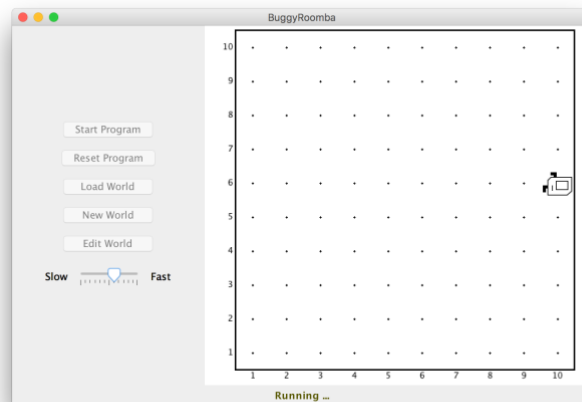 BuggyRoomba
Start Program
Reset Program
Load World
New World
Edit World
Slow Fast
10
9
8
7
6
5
4
3
2
1
1 2 3 4 5 6 7 8 9 10
Running ...